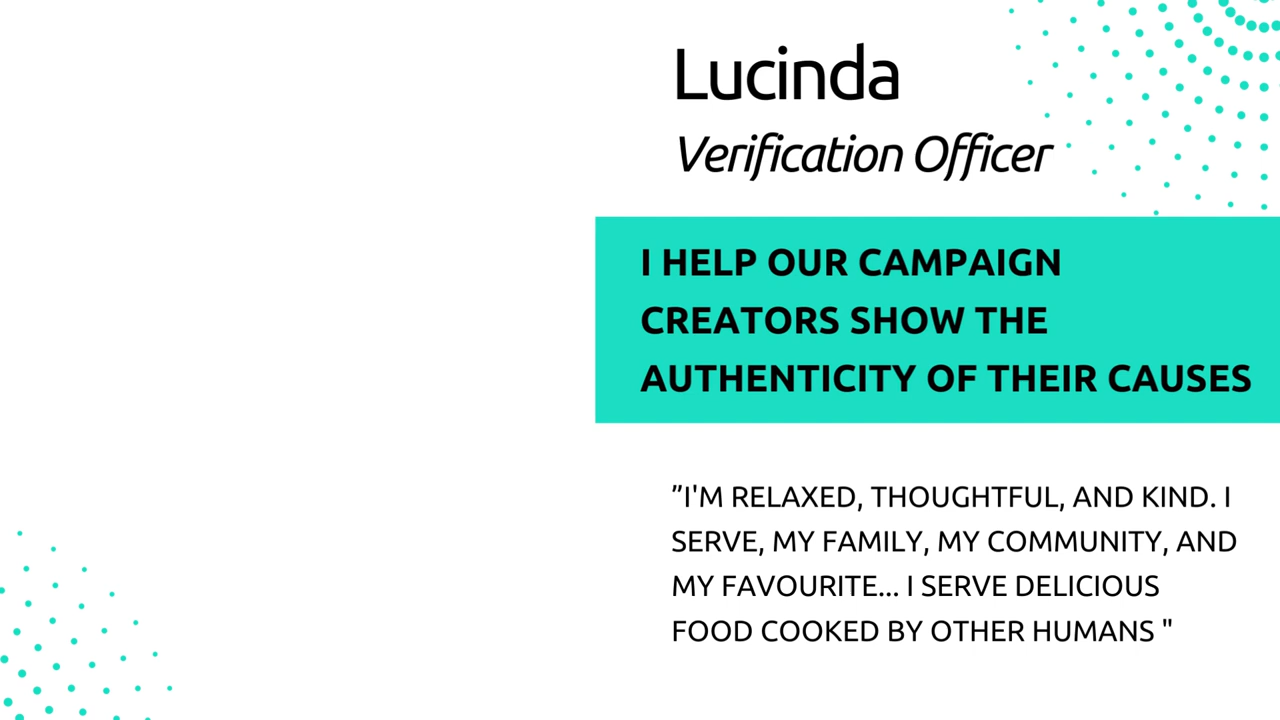 Lucinda
Verification Officer
I HELP OUR CAMPAIGN
CREATORS SHOW THE
AUTHENTICITY OF THEIR CAUSES
”I'M RELAXED, THOUGHTFUL, AND KIND. I
SERVE, MY FAMILY, MY COMMUNITY, AND
MY FAVOURITE... I SERVE DELICIOUS
FOOD COOKED BY OTHER HUMANS "